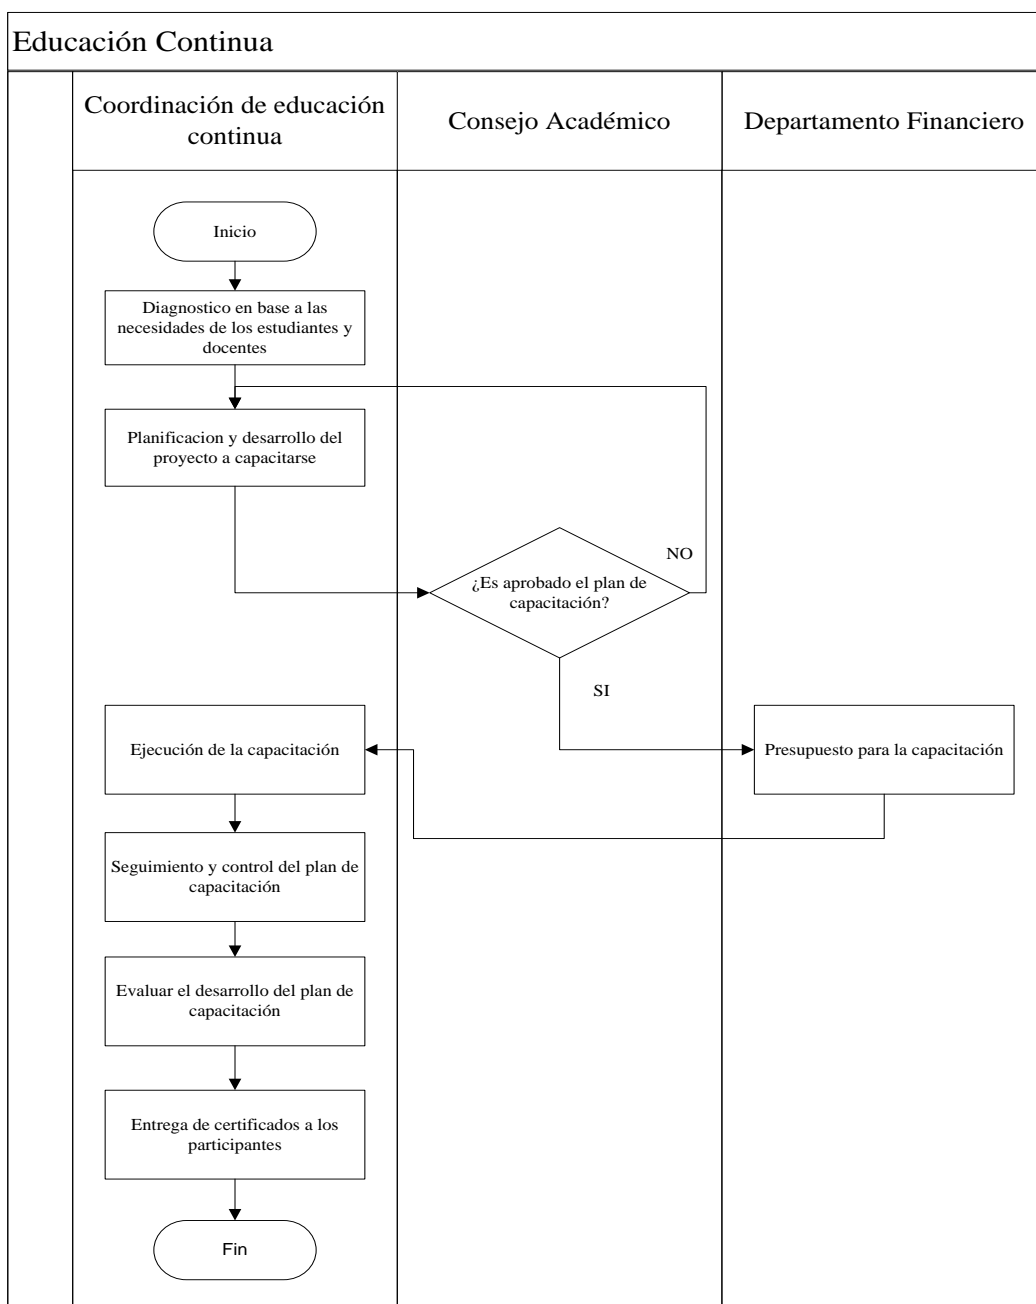 Educación Continua
Coordinación de educación
continua
Consejo Académico
Departamento Financiero
Inicio
Diagnostico en base a las
necesidades de los estudiantes y
docentes
Planificacion y desarrollo del
proyecto a capacitarse
NO
¿Es aprobado el plan de
capacitación?
SI
Ejecución de la capacitación
Presupuesto para la capacitación
Seguimiento y control del plan de
capacitación
Evaluar el desarrollo del plan de
capacitación
Entrega de certificados a los
participantes
Fin